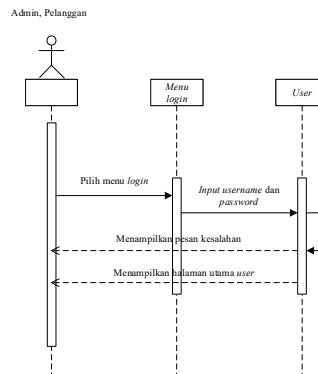 Admin, Pelanggan
Menu
login
User
Pilih menu login
Input username dan
password
Menampilkan pesan kesalahan
Menampilkan halaman utama user